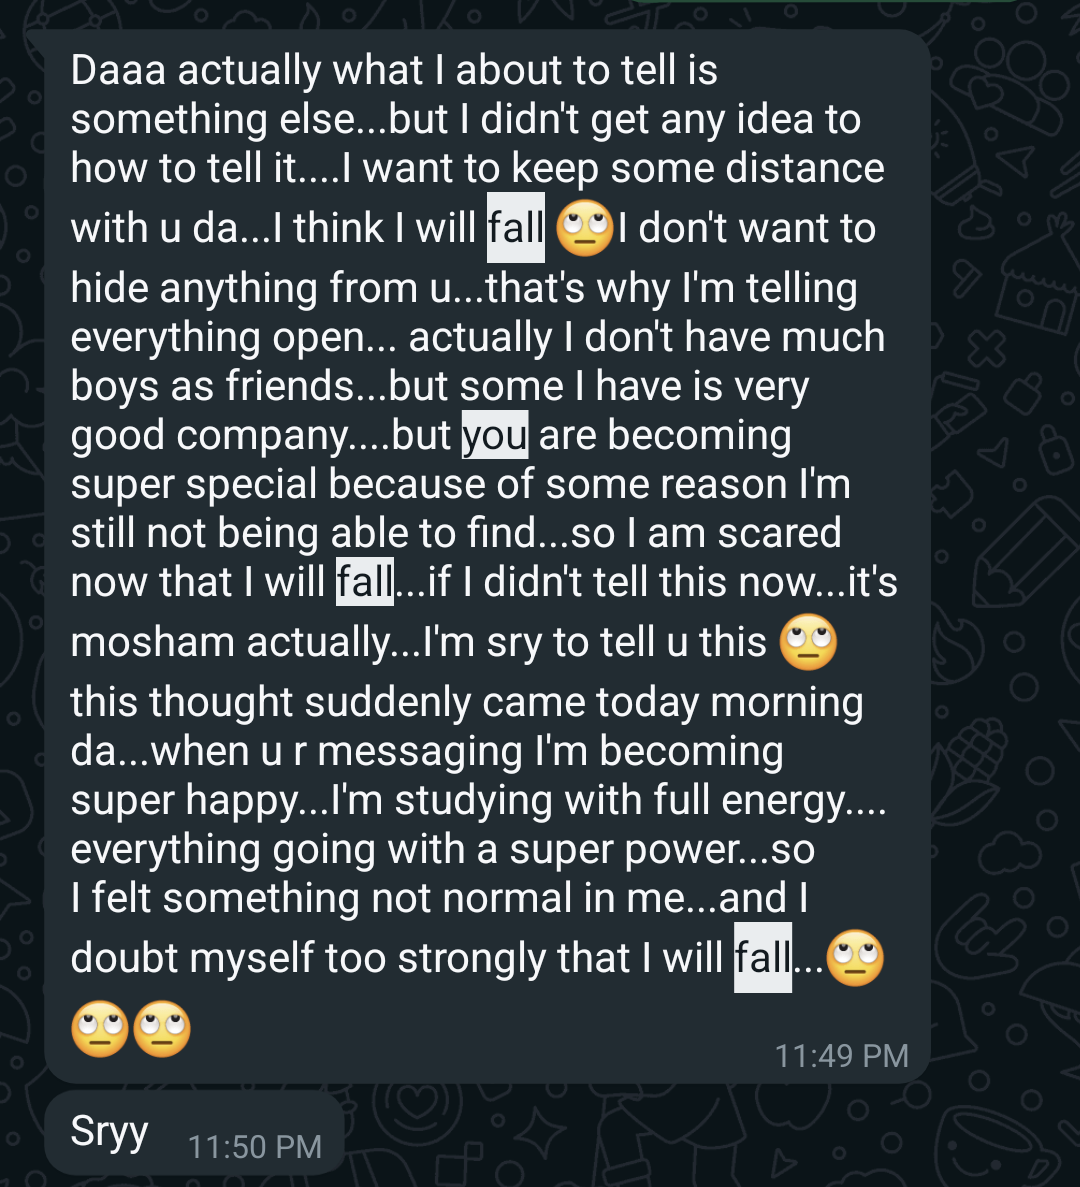 Daaa actually what I about to tell is
something else...but I didn't get any idea to
how to tell it....I want to keep some distance
with u da...I think I will fall 🙄I don't want to
hide anything from u...that's why I'm telling
everything open... actually I don't have much
boys as friends...but some I have is very
good company....but you are becoming
super special because of some reason I'm
still not being able to find...so I am scared
now that I will fall...if I didn't tell this now...it's
mosham actually...I'm sry to tell u this 🙄
this thought suddenly came today morning
da...when u r messaging I'm becoming
super happy...I'm studying with full energy....
everything going with a super power...so
I felt something not normal in me...and I
doubt myself too strongly that I will fall...🙄
🙄🙄
11:49 PM
Sryy 11:50 PM